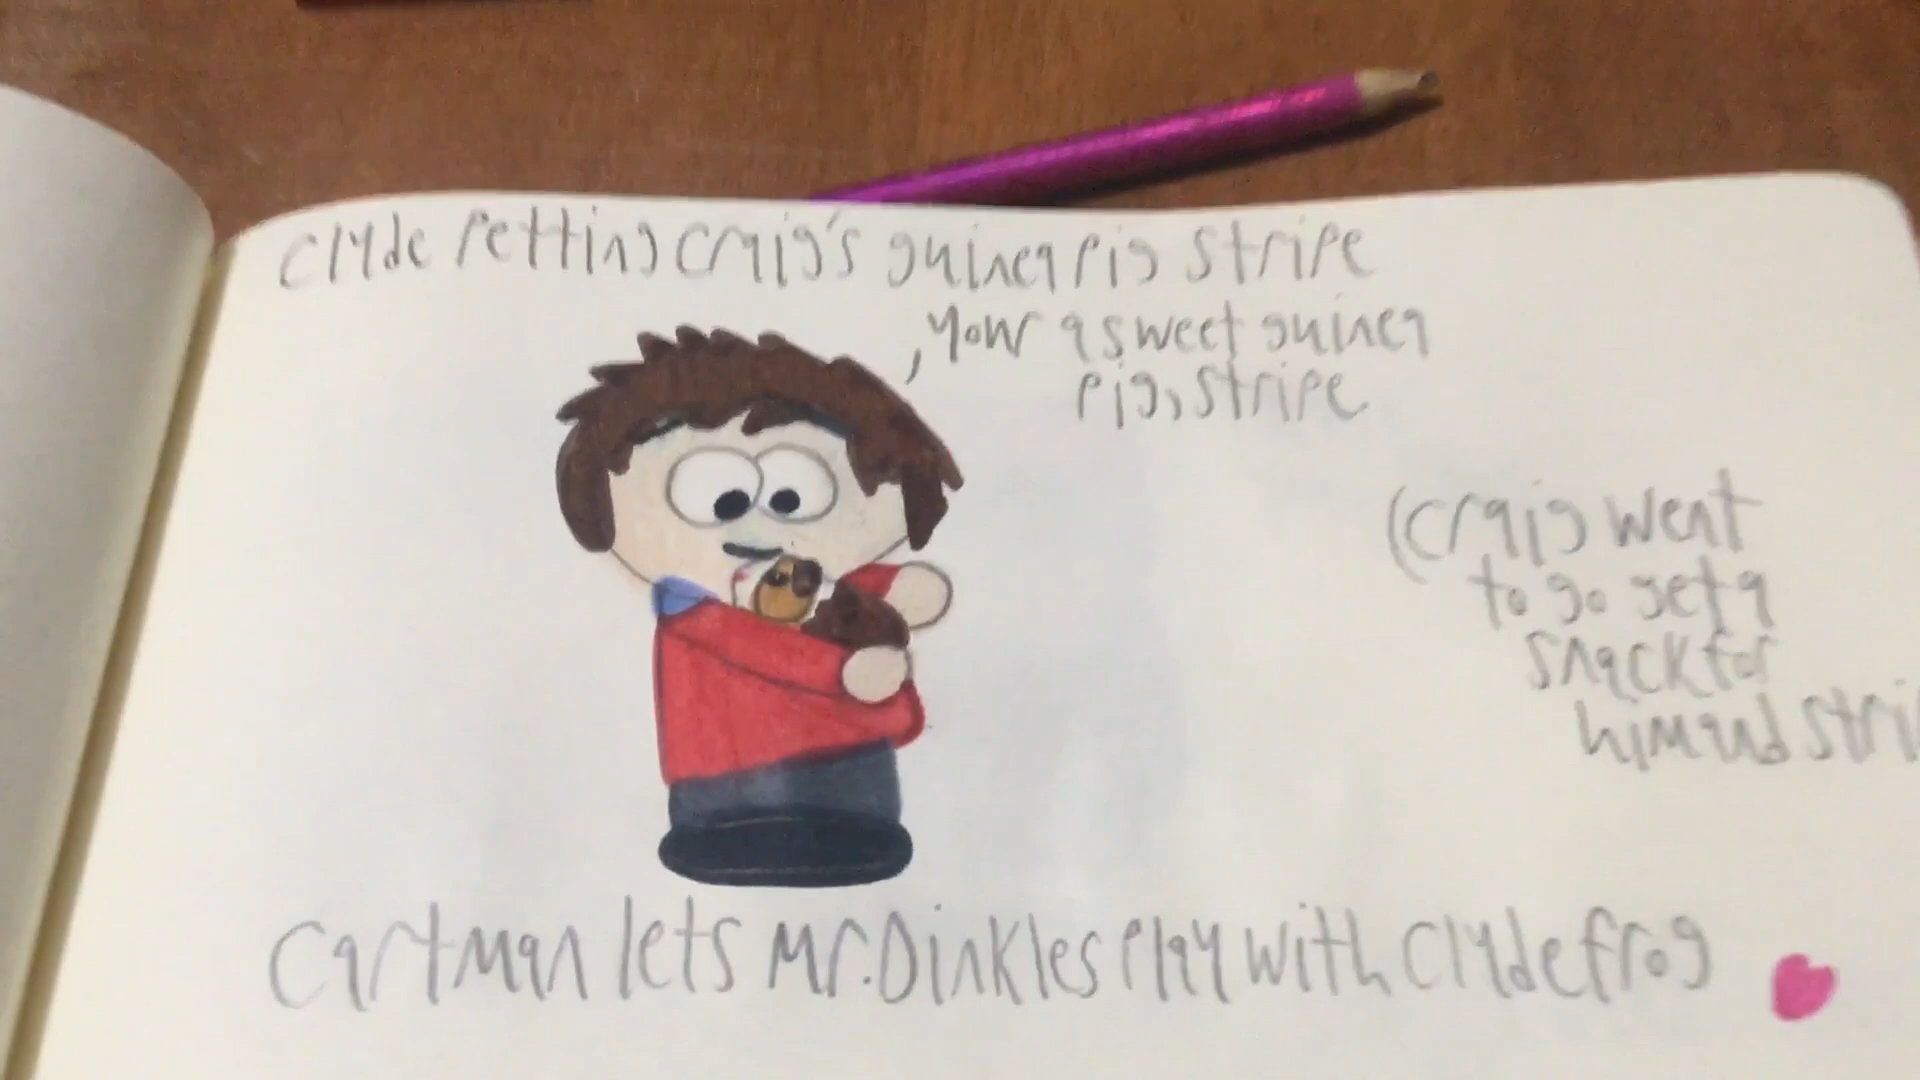 Clyde petting Craig's guinea pig stripe
your a sweet guinea
pig, stripe
(Craig went
to go get a
snack for
him and stri
Cartman lets Mr. Dinkles play with Clyde frog